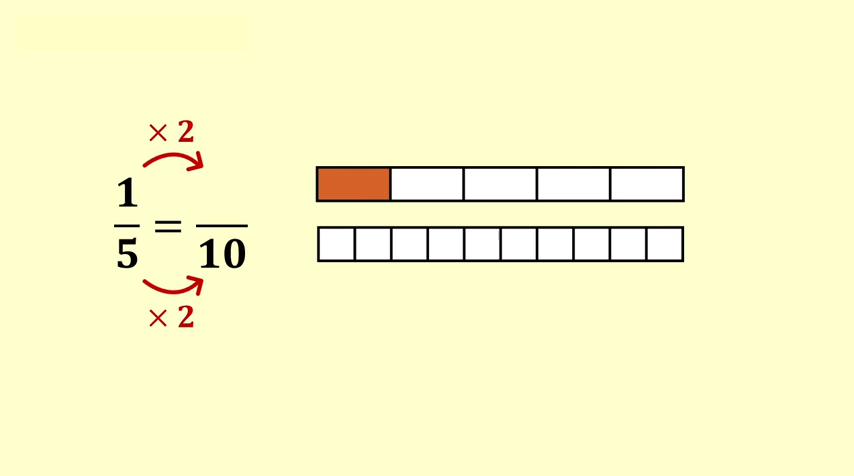 × 2
1/5 = /10
× 2